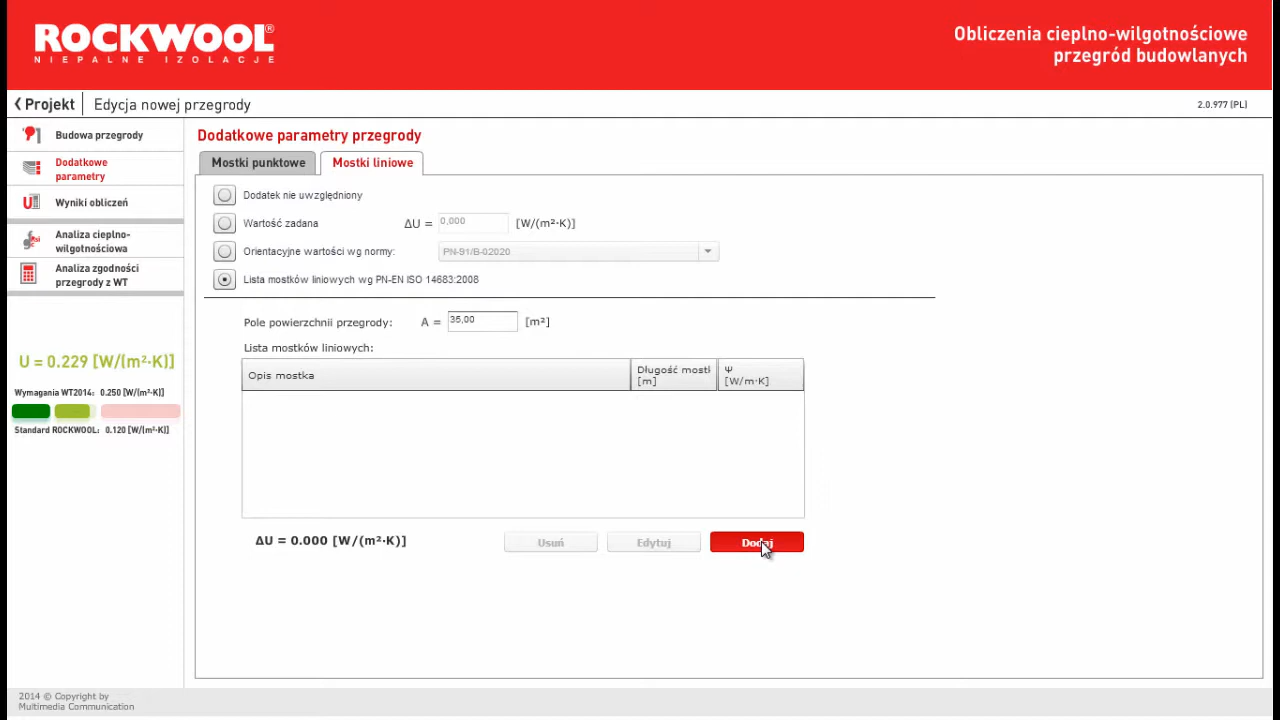 ROCKWOOL®
NIEPALNE IZOLACJE
Obliczenia cieplno-wilgotnościowe
przegród budowlanych
Projekt
Edycja nowej przegrody
2.0.977 (PL)
Budowa przegrody
Dodatkowe
parametry
Wyniki obliczeń
Analiza cieplno-
wilgotnościowa
Analiza zgodności
przegrody z WT
U = 0.229 [W/(m²·K)]
Wymagania WT2014: 0.250 [W/(m²·K)]
Standard ROCKWOOL: 0.120 [W/(m²·K)]
Dodatkowe parametry przegrody
Mostki punktowe
Mostki liniowe
Dodatek nie uwzględniony
Wartość zadana ΔU = 0,000 [W/(m²·K)]
Orientacyjne wartości wg normy: PN-91/B-02020
Lista mostków liniowych wg PN-EN ISO 14683:2008
Pole powierzchni przegrody: A = 35,00 [m²]
Lista mostków liniowych:
Opis mostka
Długość mostk
[m]
Ψ
[W/m·K]
ΔU = 0.000 [W/(m²·K)]
Usuń
Edytuj
Dodaj
2014 © Copyright by
Multimedia Communication